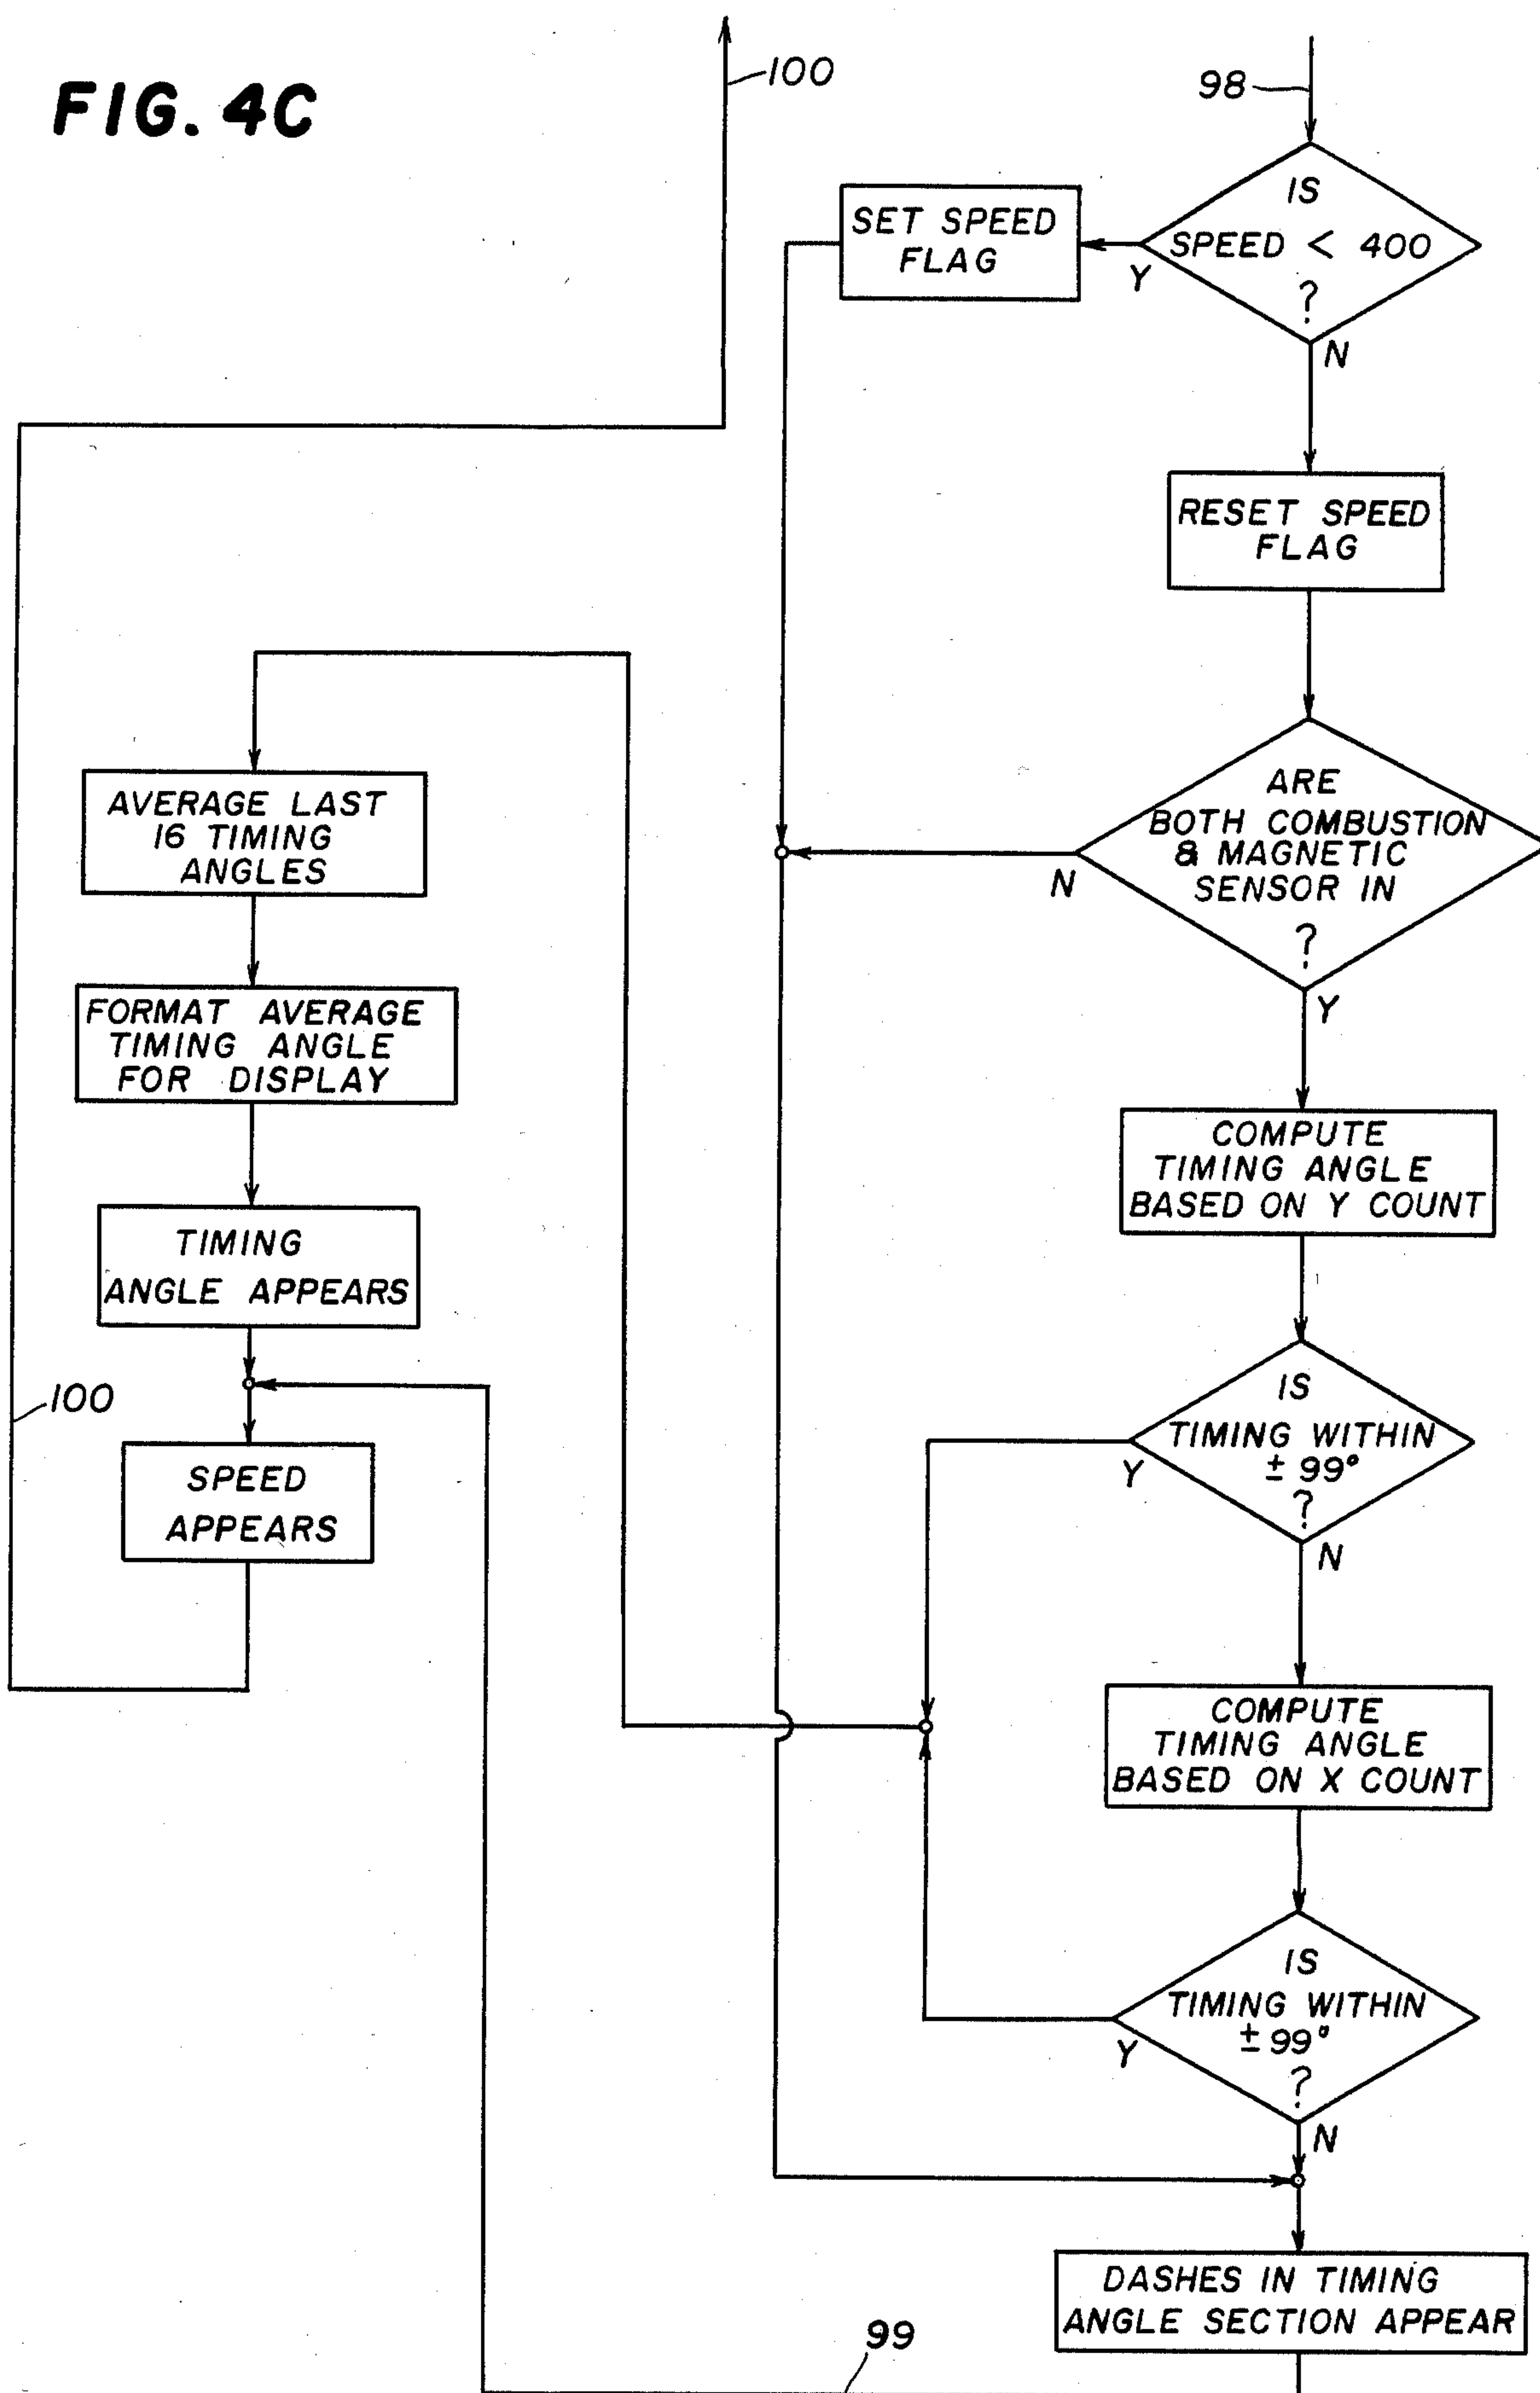 FIG. 4C
100
98
IS
SPEED < 400
?
Y
N
SET SPEED
FLAG
RESET SPEED
FLAG
ARE
BOTH COMBUSTION
& MAGNETIC
SENSOR IN
?
N
Y
AVERAGE LAST
16 TIMING
ANGLES
FORMAT AVERAGE
TIMING ANGLE
FOR DISPLAY
COMPUTE
TIMING ANGLE
BASED ON Y COUNT
TIMING
ANGLE APPEARS
100
SPEED
APPEARS
IS
TIMING WITHIN
± 99°
?
Y
N
COMPUTE
TIMING ANGLE
BASED ON X COUNT
IS
TIMING WITHIN
± 99°
?
Y
N
DASHES IN TIMING
ANGLE SECTION APPEAR
99